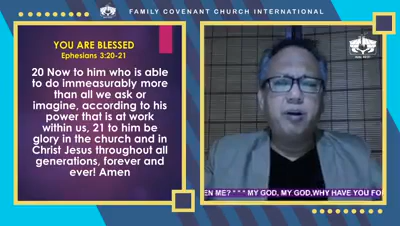 FAMILY COVENANT CHURCH INTERNATIONAL
YOU ARE BLESSED
Ephesians 3:20-21
20 Now to him who is able
to do immeasurably more
than all we ask or
imagine, according to his
power that is at work
within us, 21 to him be
glory in the church and in
Christ Jesus throughout all
generations, forever and
ever! Amen
EN ME? * * * MY GOD, MY GOD,WHY HAVE YOU FO